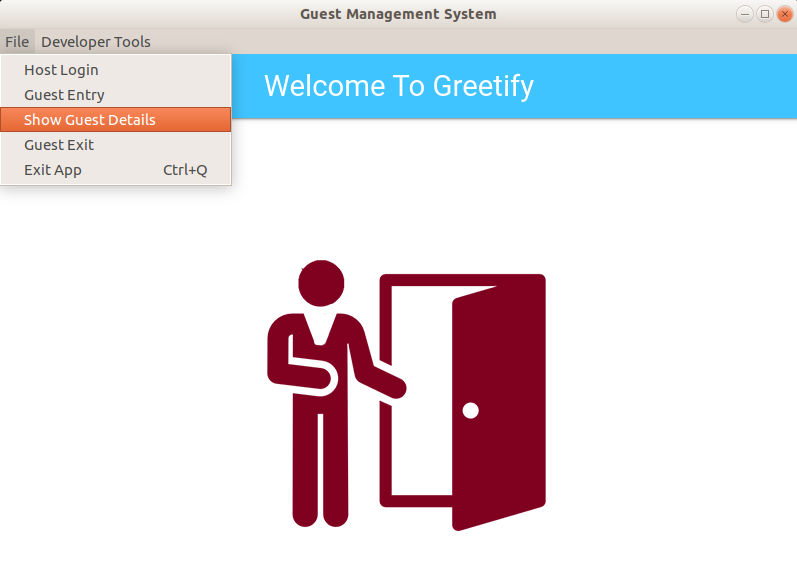 Guest Management System
File Developer Tools
Host Login
Guest Entry
Show Guest Details
Guest Exit
Exit App Ctrl+Q
Welcome To Greetify